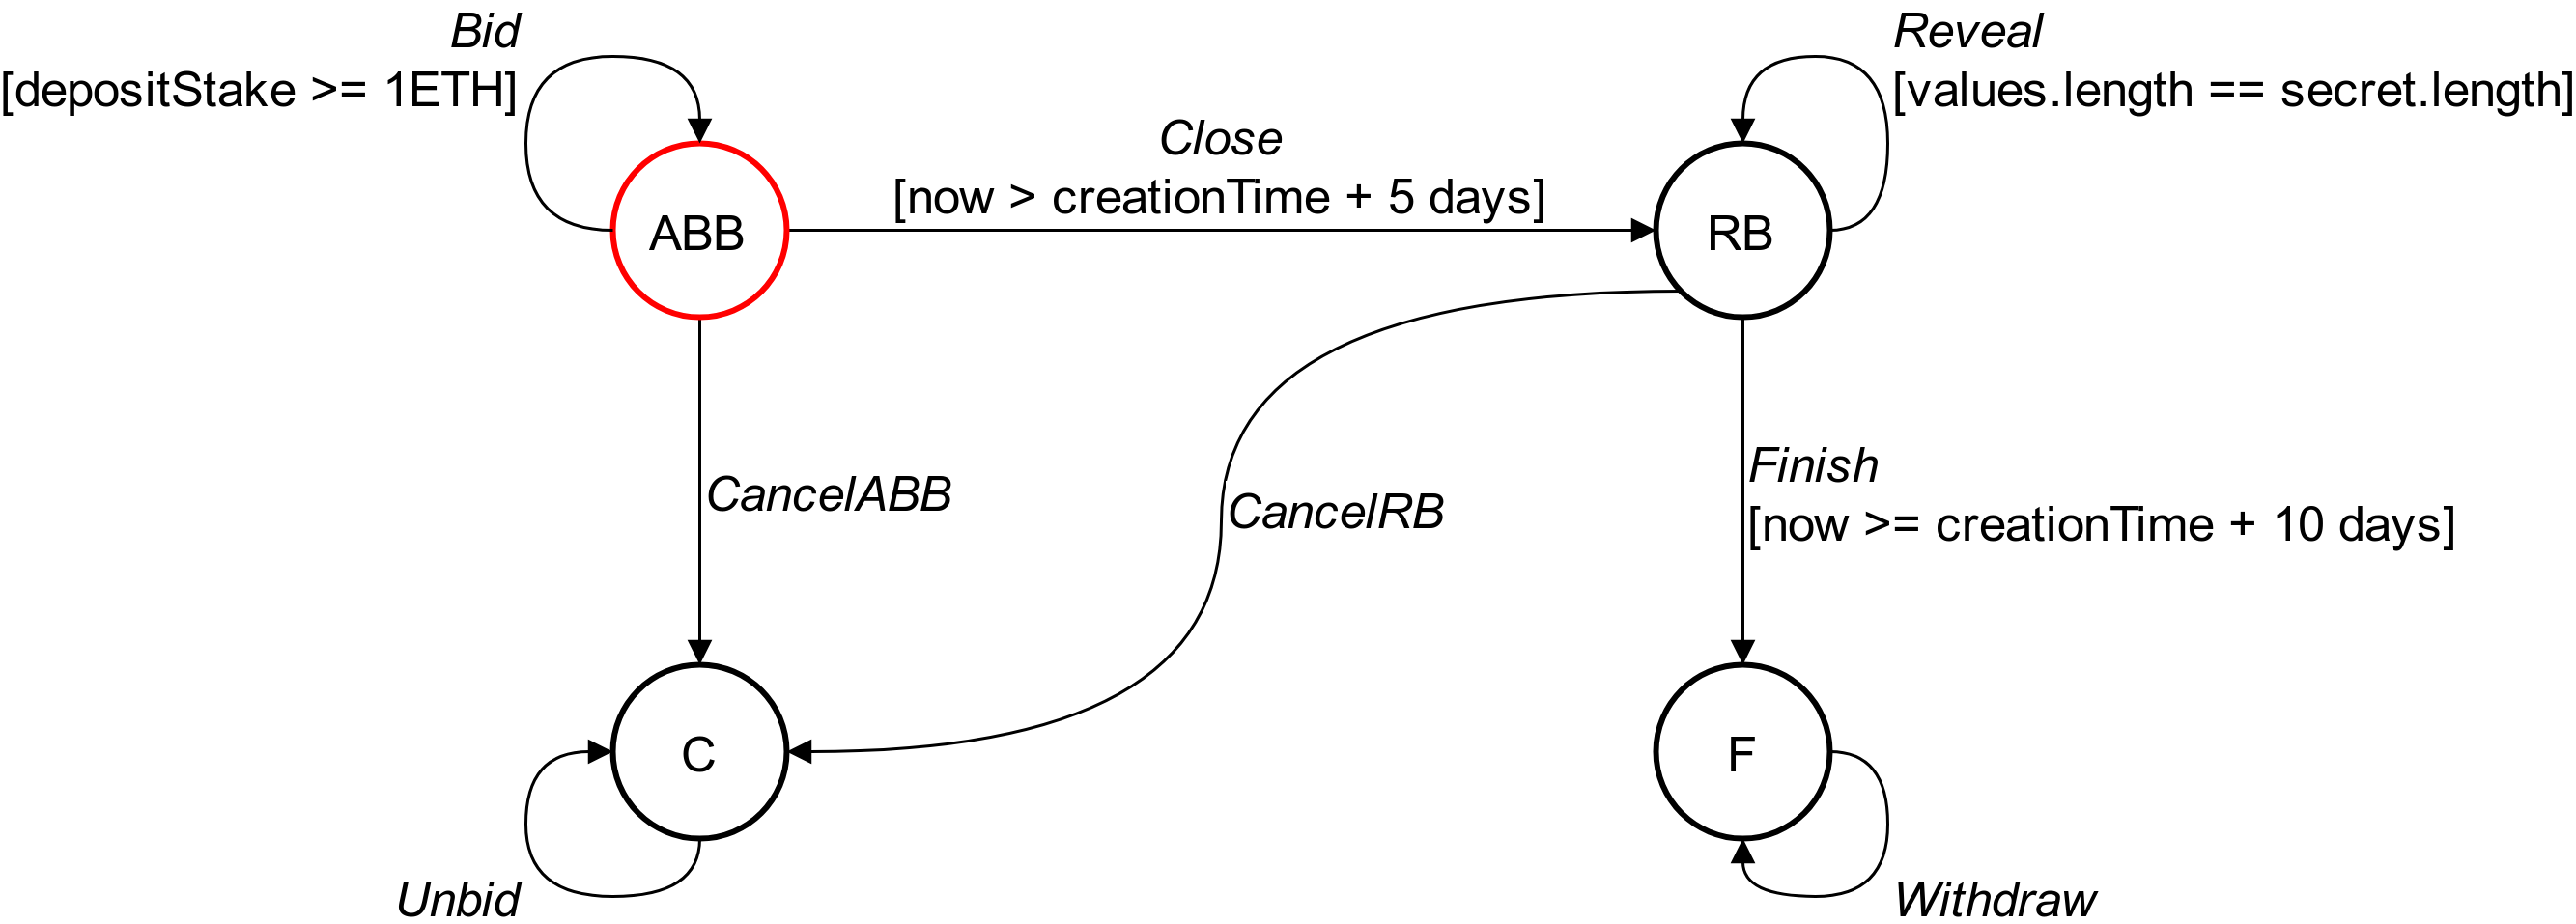 Bid
[depositStake >= 1ETH]
Reveal
[values.length == secret.length]
Close
[now > creationTime + 5 days]
ABB
RB
CancelABB
CancelRB
Finish
[now >= creationTime + 10 days]
C
F
Unbid
Withdraw